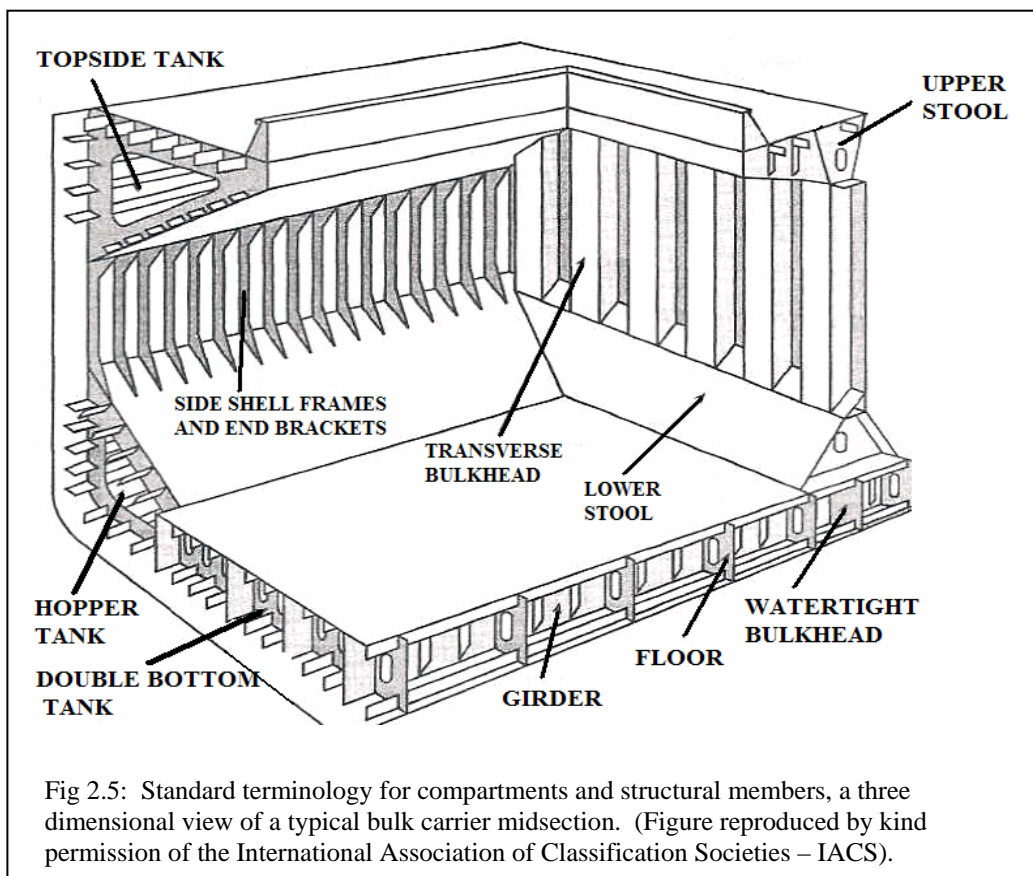 TOPSIDE TANK
UPPER
STOOL
SIDE SHELL FRAMES
AND END BRACKETS
TRANSVERSE
BULKHEAD
LOWER
STOOL
HOPPER
TANK
WATERTIGHT
BULKHEAD
DOUBLE BOTTOM
TANK
FLOOR
GIRDER
Fig 2.5:  Standard terminology for compartments and structural members, a three
dimensional view of a typical bulk carrier midsection.  (Figure reproduced by kind
permission of the International Association of Classification Societies – IACS).